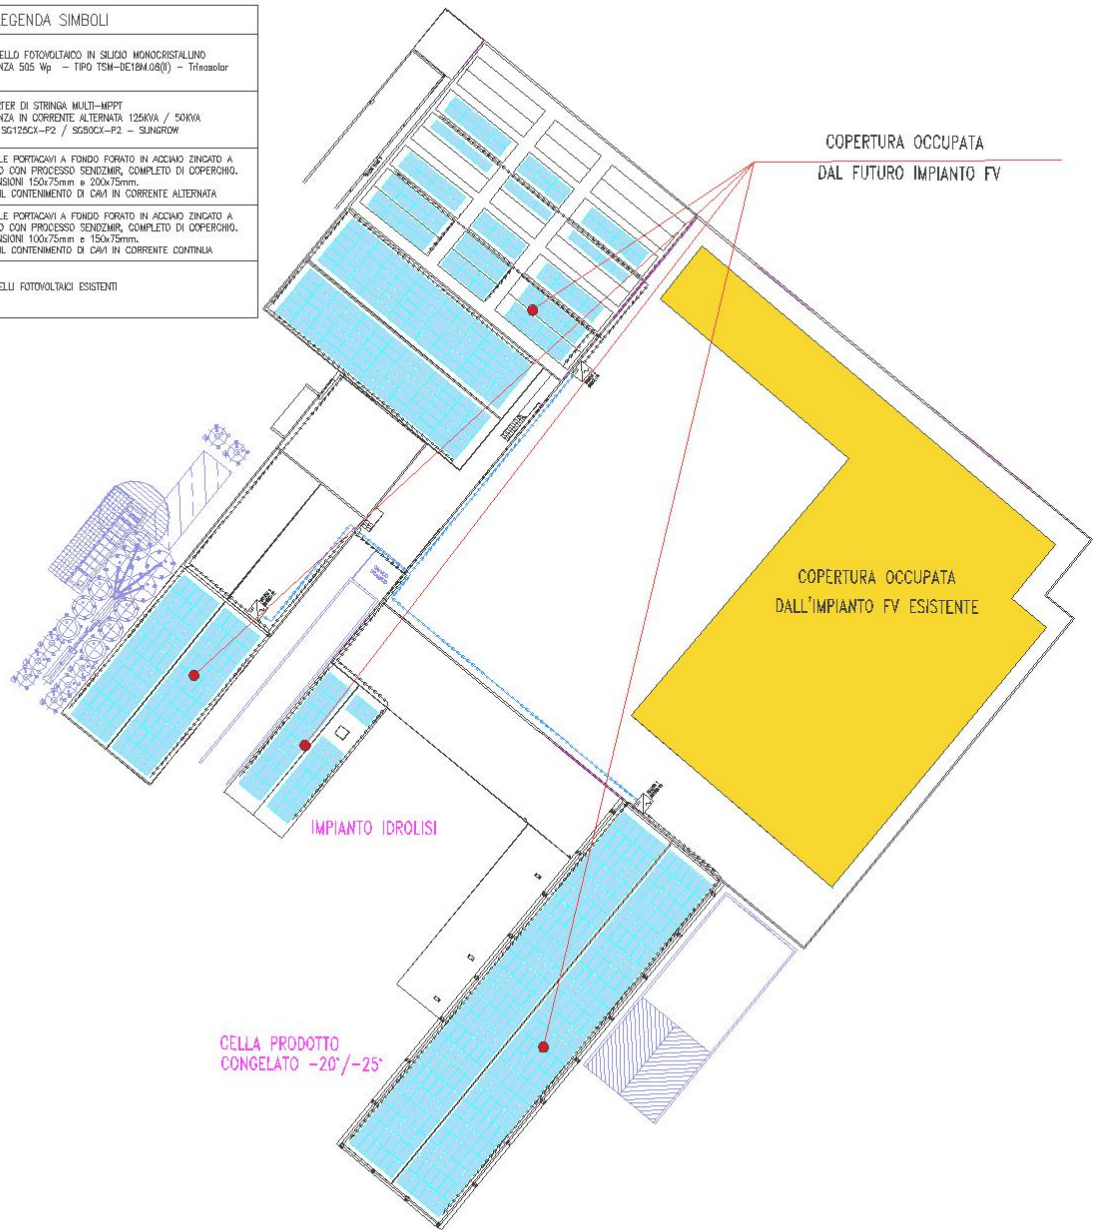 EGENDA SIMBOLI
ELLO FOTOVOLTAICO IN SILICIO MONOCRISTALLINO
NZA 505 Wp – TIPO TSM-DE18M.08(II) – Trinasolar
RTER DI STRINGA MULTI-MPPT
NZA IN CORRENTE ALTERNATA 125KVA / 50KVA
SG125CX-P2 / SG50CX-P2 – SUNGROW
LE PORTACAVI A FONDO FORATO IN ACCIAIO ZINCATO A
O CON PROCESSO SENDZIMIR, COMPLETO DI COPERCHIO.
NSIONI 150x75mm e 200x75mm.
IL CONTENIMENTO DI CAVI IN CORRENTE ALTERNATA
LE PORTACAVI A FONDO FORATO IN ACCIAIO ZINCATO A
O CON PROCESSO SENDZIMIR, COMPLETO DI COPERCHIO.
NSIONI 100x75mm e 150x75mm.
IL CONTENIMENTO DI CAVI IN CORRENTE CONTINUA
ELLI FOTOVOLTAICI ESISTENTI
COPERTURA OCCUPATA
DAL FUTURO IMPIANTO FV
COPERTURA OCCUPATA
DALL'IMPIANTO FV ESISTENTE
IMPIANTO IDROLISI
CELLA PRODOTTO
CONGELATO -20°/-25°